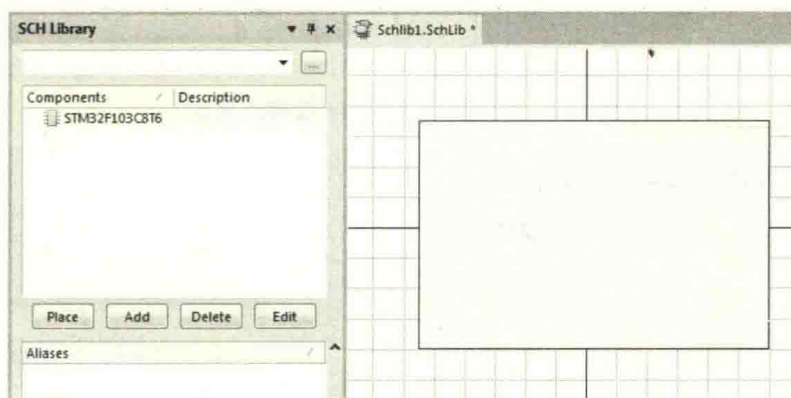 SCH Library
Schlib1.SchLib *
...
Components Description
STM32F103C8T6
Place Add Delete Edit
Aliases